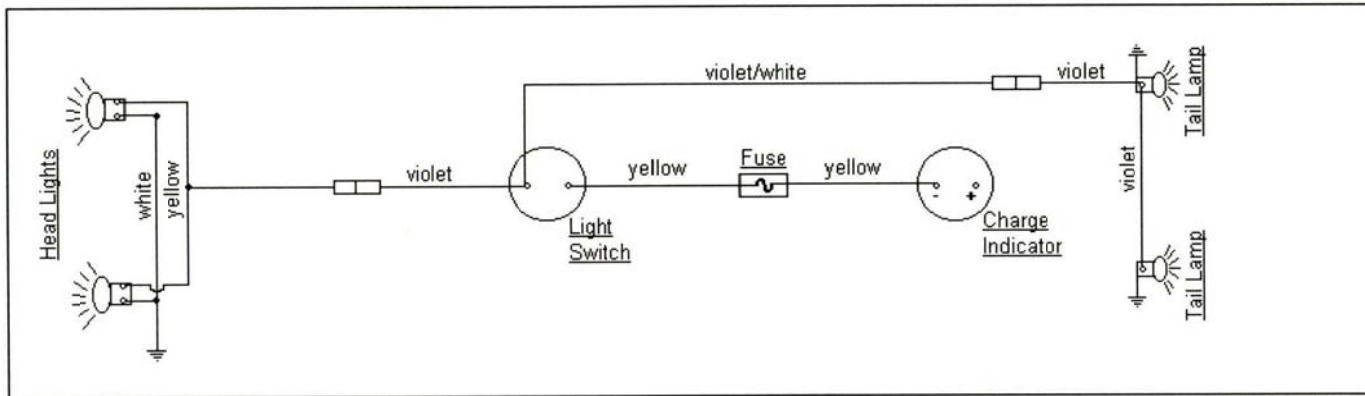 violet/white
violet
Tail Lamp
Head Lights
white
yellow
violet
Light
Switch
yellow
Fuse
yellow
-
+
Charge
Indicator
violet
Tail Lamp